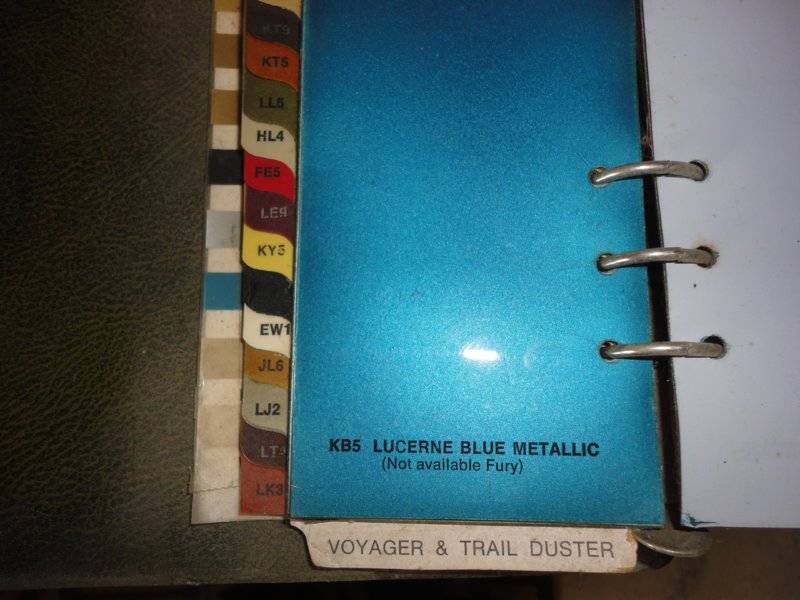 KT5
LL5
HL4
FE5
LE9
KY5
EW1
JL6
LJ2
LK3
KB5 LUCERNE BLUE METALLIC
(Not available Fury)
VOYAGER & TRAIL DUSTER